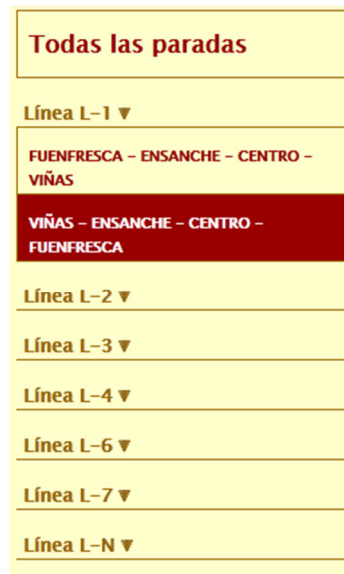 Todas las paradas
Línea L-1 ▼
FUENFRESCA - ENSANCHE - CENTRO -
VIÑAS
VIÑAS - ENSANCHE - CENTRO -
FUENFRESCA
Línea L-2 ▼
Línea L-3 ▼
Línea L-4 ▼
Línea L-6 ▼
Línea L-7 ▼
Línea L-N ▼